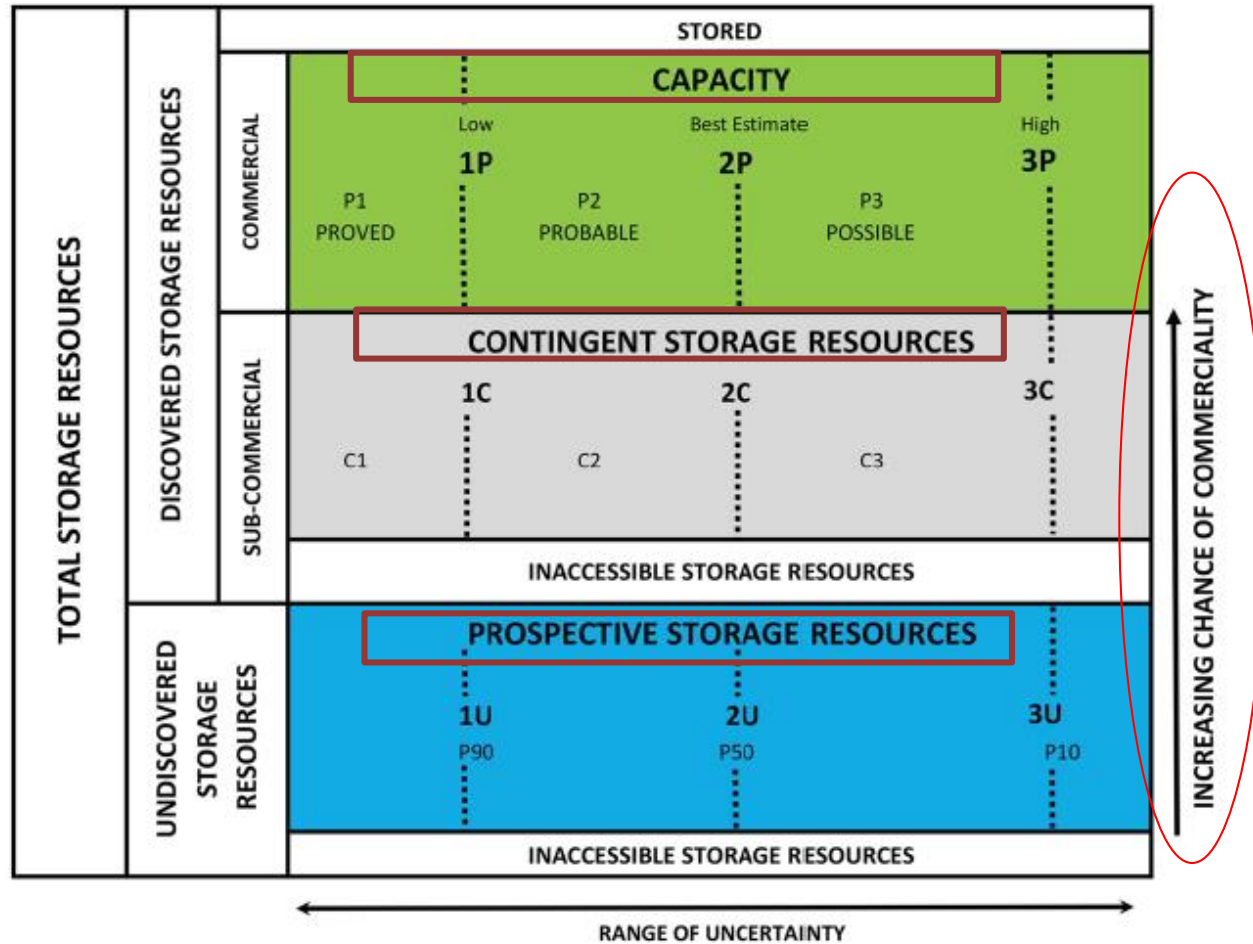 STORED
CAPACITY
Low
Best Estimate
High
1P
2P
3P
P1
PROVED
P2
PROBABLE
P3
POSSIBLE
CONTINGENT STORAGE RESOURCES
1C
2C
3C
C1
C2
C3
INACCESSIBLE STORAGE RESOURCES
PROSPECTIVE STORAGE RESOURCES
1U
2U
3U
P90
P50
P10
INACCESSIBLE STORAGE RESOURCES
TOTAL STORAGE RESOURCES
DISCOVERED STORAGE RESOURCES
COMMERCIAL
SUB-COMMERCIAL
UNDISCOVERED
STORAGE
RESOURCES
INCREASING CHANCE OF COMMERCIALITY
RANGE OF UNCERTAINTY